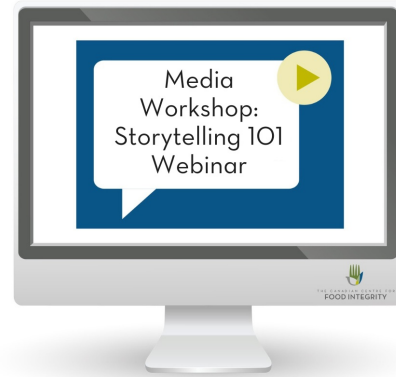 Media
Workshop:
Storytelling 101
Webinar
THE CANADIAN CENTRE FOR
FOOD INTEGRITY